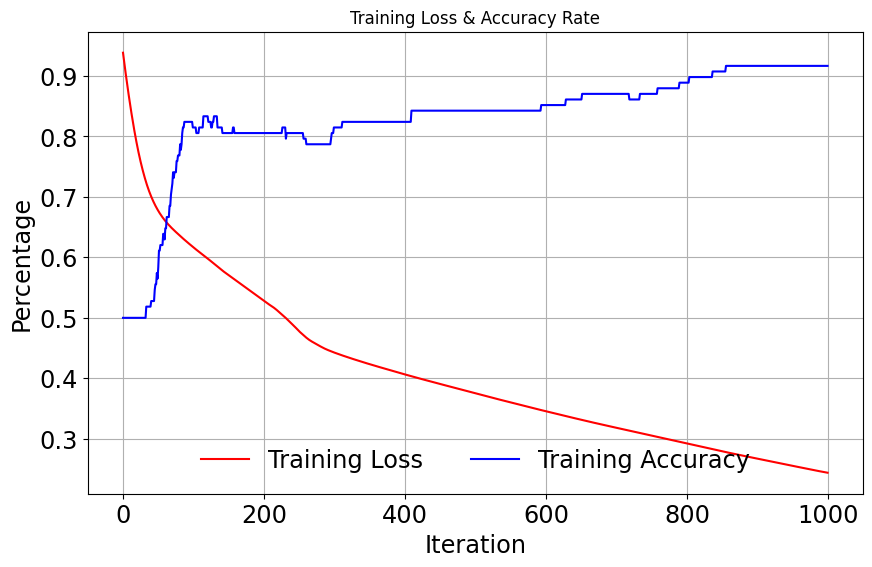 Training Loss & Accuracy Rate
Percentage
0.9
0.8
0.7
0.6
0.5
0.4
0.3
Training Loss
Training Accuracy
0 200 400 600 800 1000
Iteration